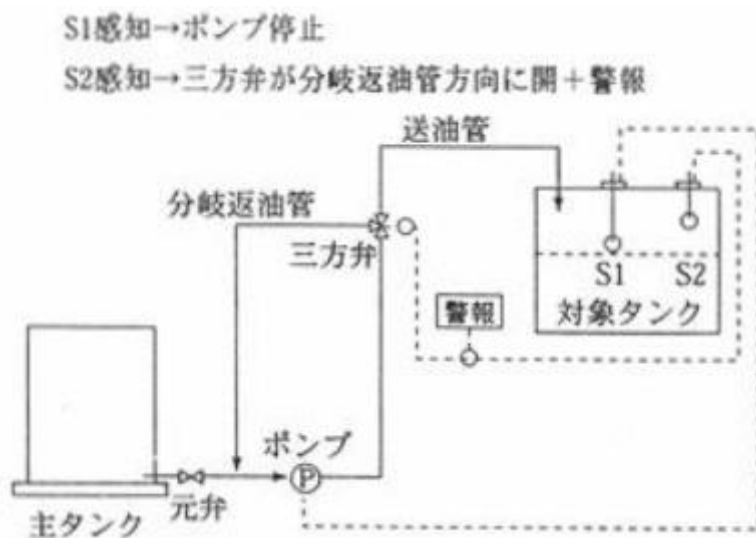 S1感知→ポンプ停止
S2感知→三方弁が分岐返油管方向に開＋警報
送油管
分岐返油管
三方弁
S1
S2
警報
対象タンク
ポンプ
P
元弁
主タンク